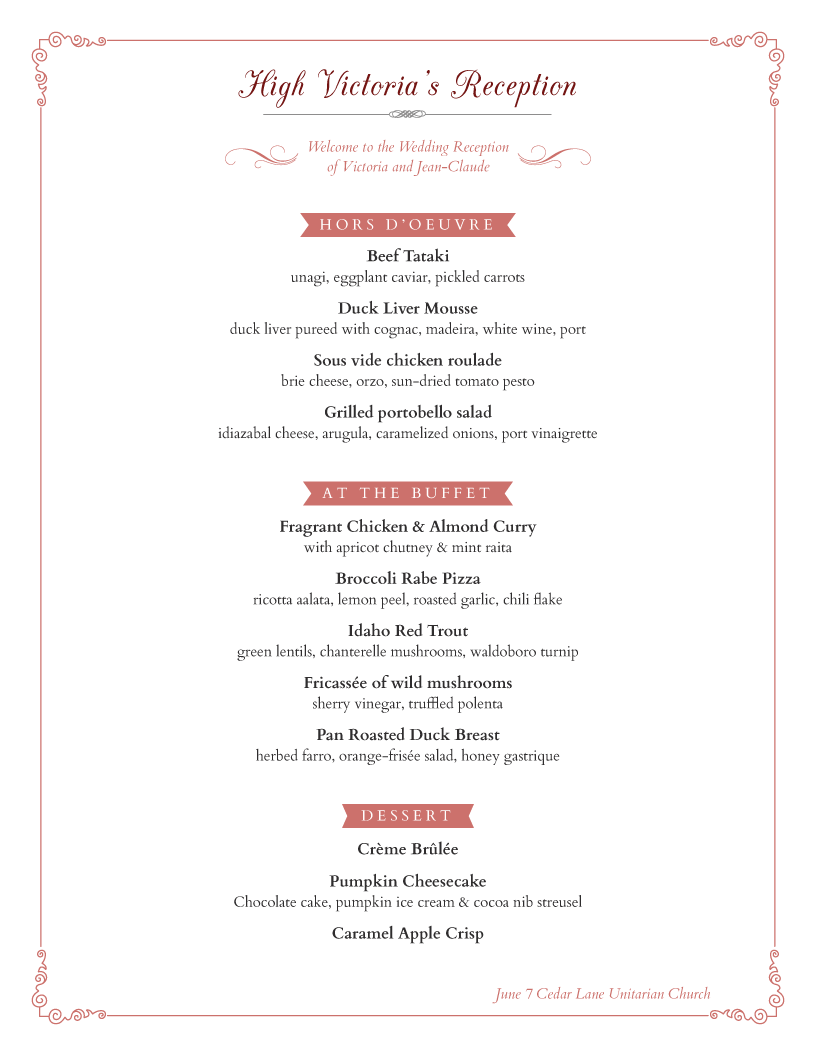 High Victoria's Reception
Welcome to the Wedding Reception
of Victoria and Jean-Claude
HORS D'OEUVRE
Beef Tataki
unagi, eggplant caviar, pickled carrots
Duck Liver Mousse
duck liver pureed with cognac, madeira, white wine, port
Sous vide chicken roulade
brie cheese, orzo, sun-dried tomato pesto
Grilled portobello salad
idiazabal cheese, arugula, caramelized onions, port vinaigrette
AT THE BUFFET
Fragrant Chicken & Almond Curry
with apricot chutney & mint raita
Broccoli Rabe Pizza
ricotta aalata, lemon peel, roasted garlic, chili flake
Idaho Red Trout
green lentils, chanterelle mushrooms, waldoboro turnip
Fricassée of wild mushrooms
sherry vinegar, truffled polenta
Pan Roasted Duck Breast
herbed farro, orange-frisée salad, honey gastrique
DESSERT
Crème Brûlée
Pumpkin Cheesecake
Chocolate cake, pumpkin ice cream & cocoa nib streusel
Caramel Apple Crisp
June 7 Cedar Lane Unitarian Church